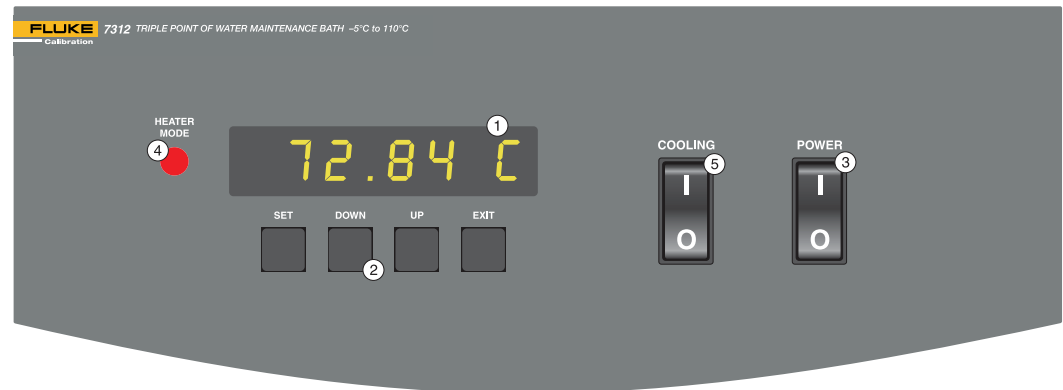 FLUKE 7312 TRIPLE POINT OF WATER MAINTENANCE BATH –5°C to 110°C
Calibration
HEATER
MODE
4
1
72.84 C
SET DOWN UP EXIT
2
COOLING POWER
5 3
I I
O O